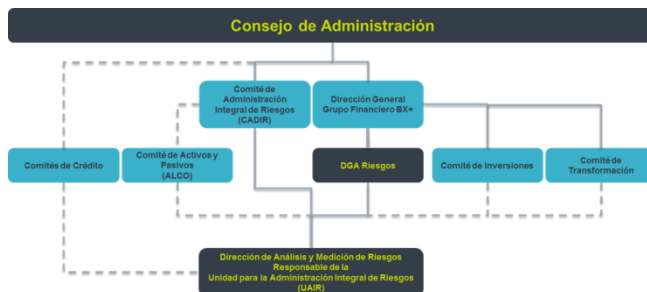 Consejo de Administración
Comité de
Administración
Integral de Riesgos
(CADIR)
Dirección General
Grupo Financiero BX+
Comités de Crédito
Comité de Activos y
Pasivos
(ALCO)
DGA Riesgos
Comité de Inversiones
Comité de
Transformación
Dirección de Análisis y Medición de Riesgos
Responsable de la
Unidad para la Administración Integral de Riesgos
(UAIR)